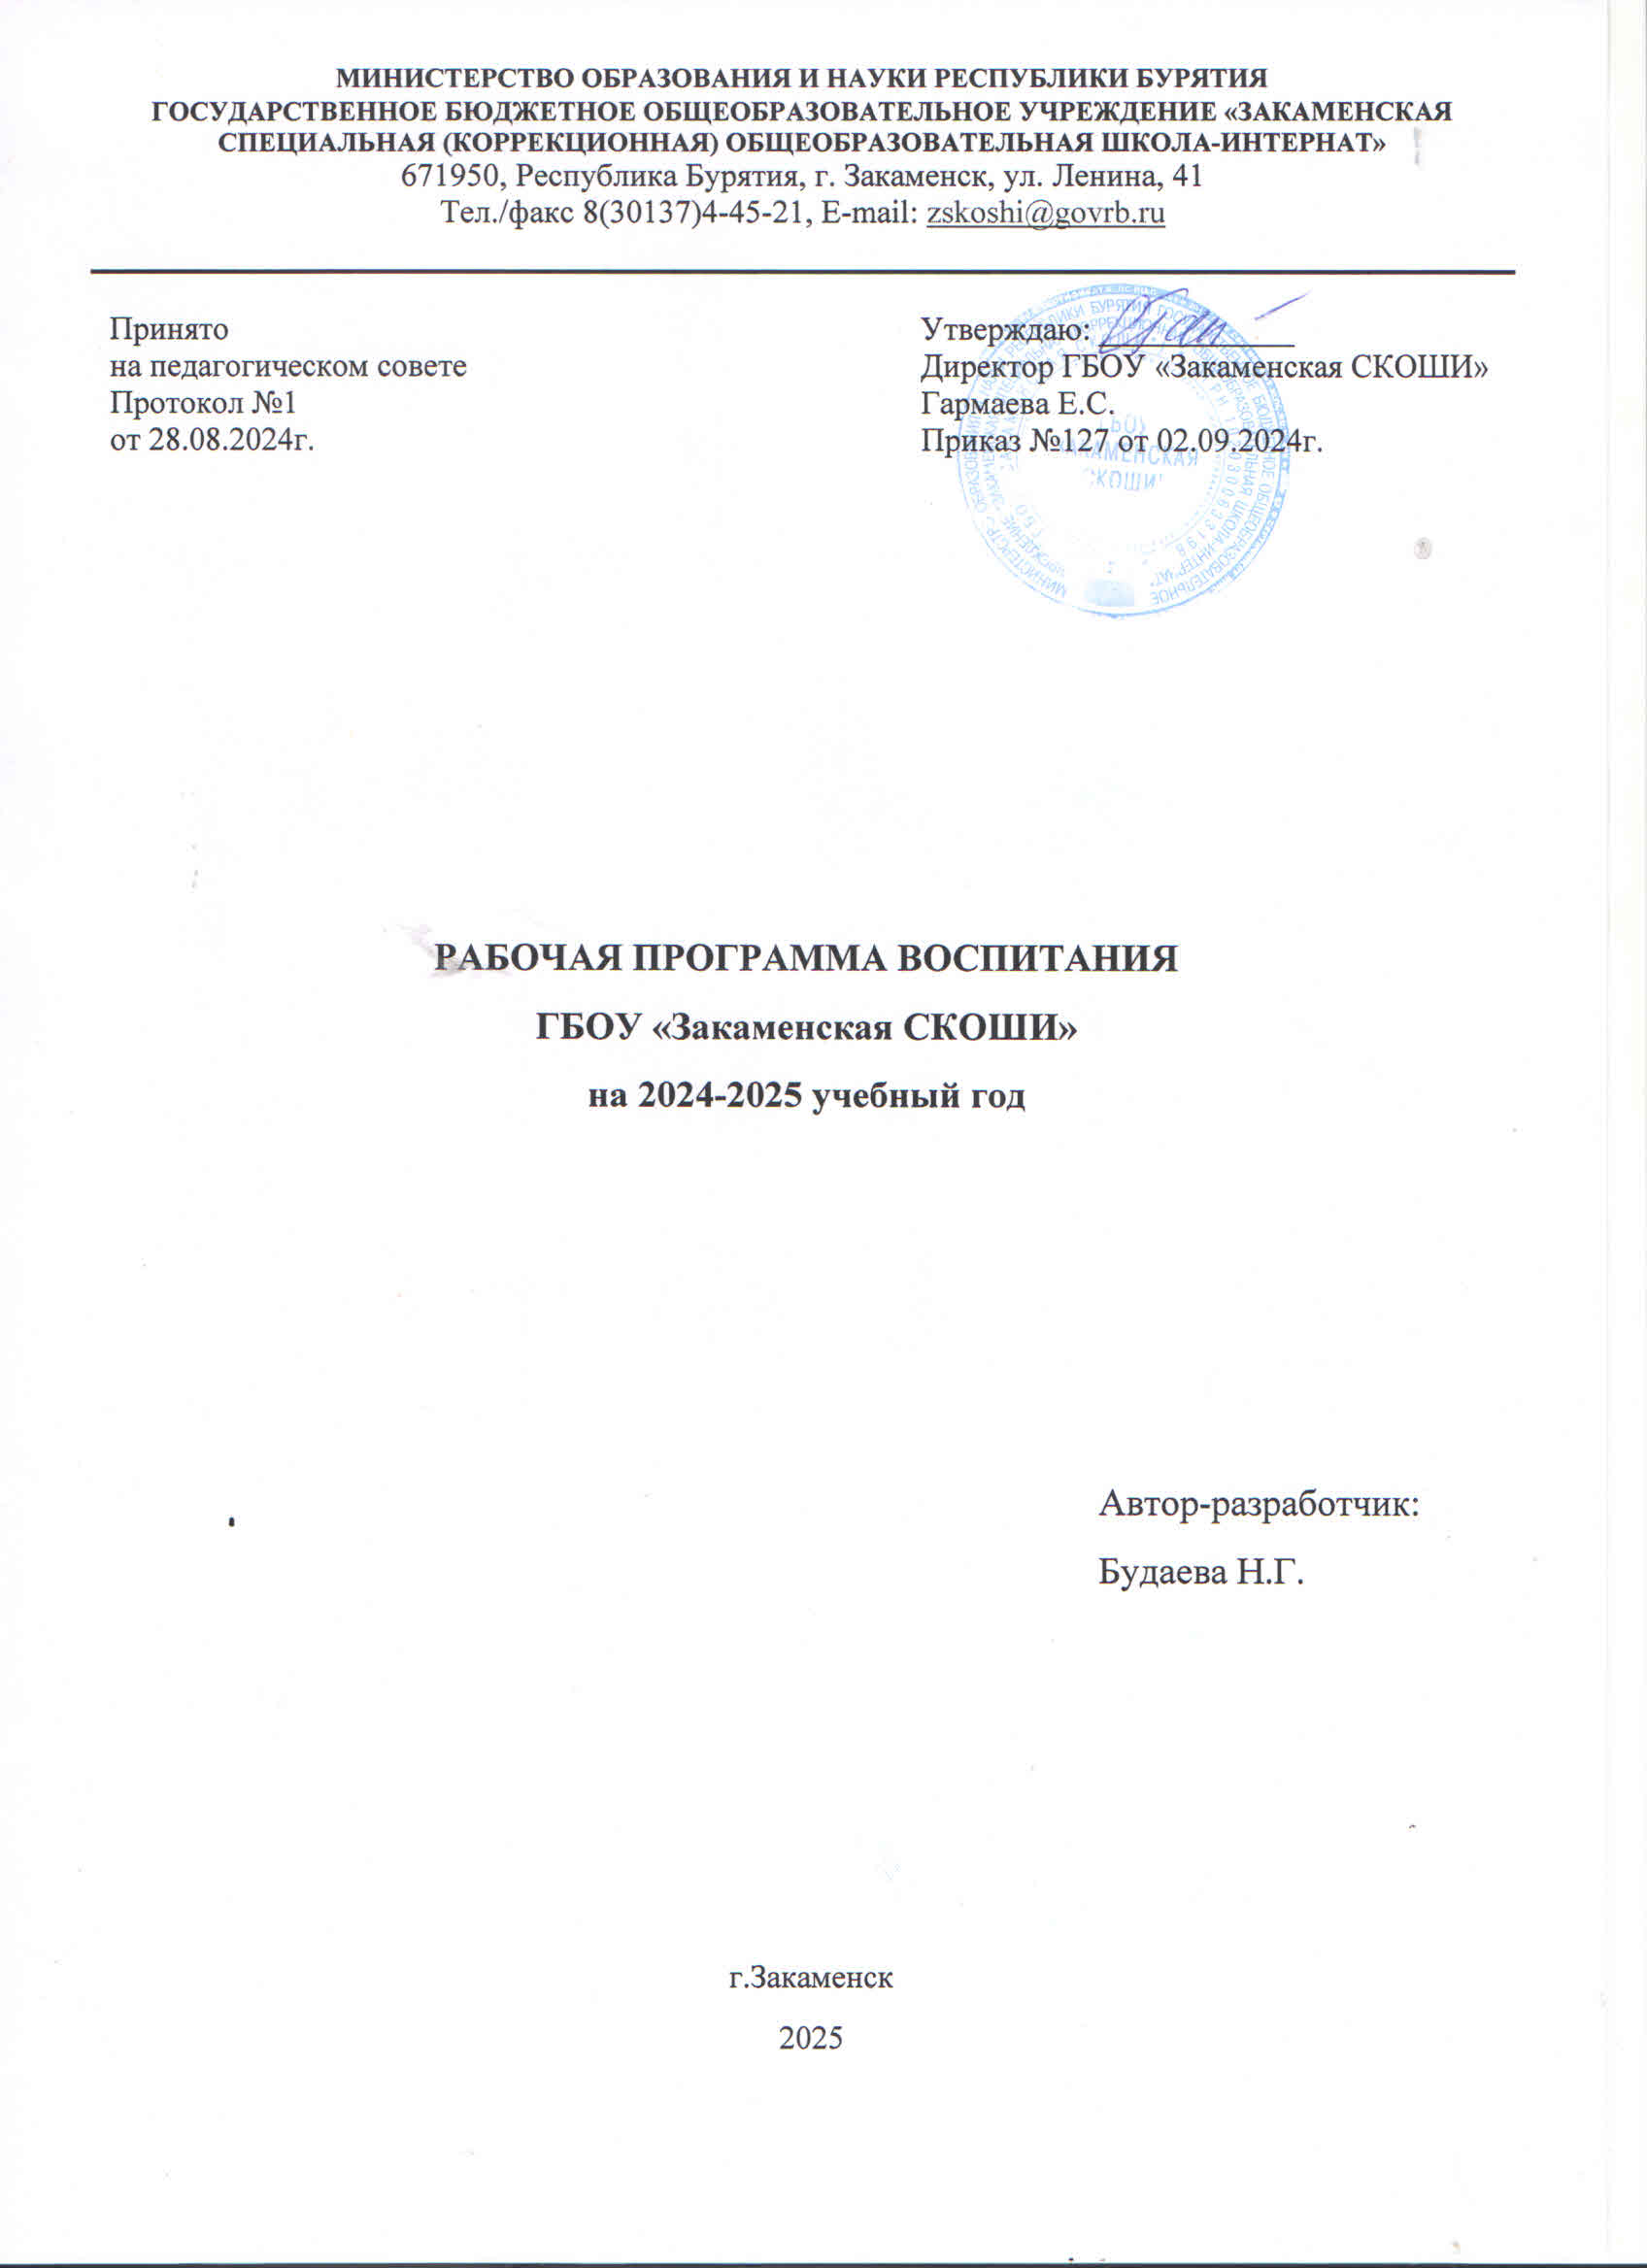 МИНИСТЕРСТВО ОБРАЗОВАНИЯ И НАУКИ РЕСПУБЛИКИ БУРЯТИЯ
ГОСУДАРСТВЕННОЕ БЮДЖЕТНОЕ ОБЩЕОБРАЗОВАТЕЛЬНОЕ УЧРЕЖДЕНИЕ «ЗАКАМЕНСКАЯ
СПЕЦИАЛЬНАЯ (КОРРЕКЦИОННАЯ) ОБЩЕОБРАЗОВАТЕЛЬНАЯ ШКОЛА-ИНТЕРНАТ»
671950, Республика Бурятия, г. Закаменск, ул. Ленина, 41
Тел./факс 8(30137)4-45-21, E-mail: zskoshi@govrb.ru
Принято
на педагогическом совете
Протокол №1
от 28.08.2024г.
Утверждаю:
Директор ГБОУ «Закаменская СКОШИ»
Гармаева Е.С.
Приказ №127 от 02.09.2024г.
РАБОЧАЯ ПРОГРАММА ВОСПИТАНИЯ
ГБОУ «Закаменская СКОШИ»
на 2024-2025 учебный год
Автор-разработчик:
Будаева Н.Г.
г.Закаменск
2025